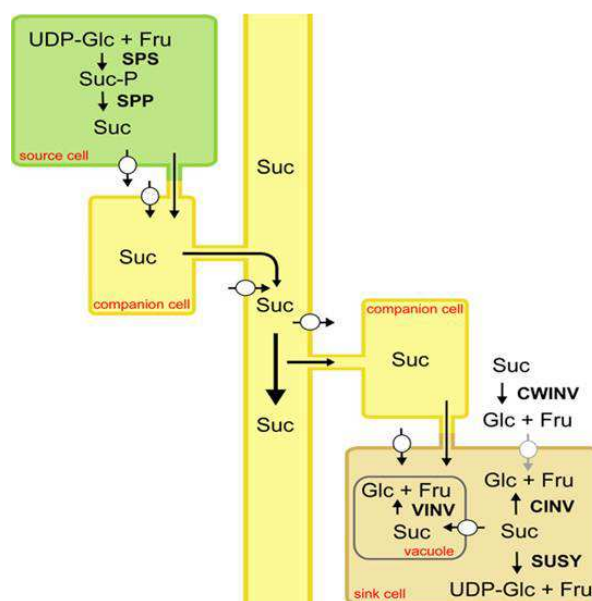 UDP-Glc + Fru
SPS
Suc-P
SPP
Suc
source cell
Suc
Suc
companion cell
Suc
companion cell
Suc
Suc
CWINV
Glc + Fru
Suc
Glc + Fru
VINV
Suc
vacuole
Glc + Fru
CINV
Suc
SUSY
UDP-Glc + Fru
sink cell